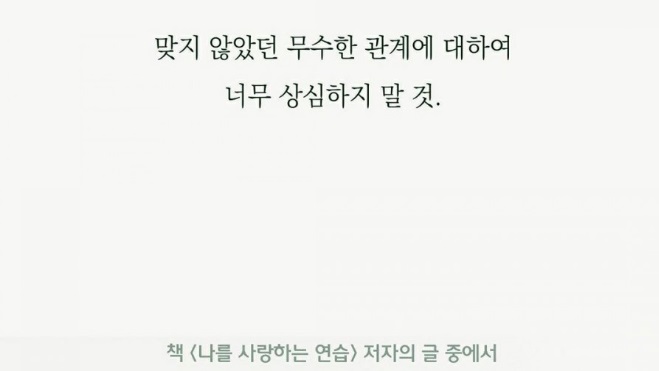 맞지 않았던 무수한 관계에 대하여
너무 상심하지 말 것.
책 <나를 사랑하는 연습> 저자의 글 중에서